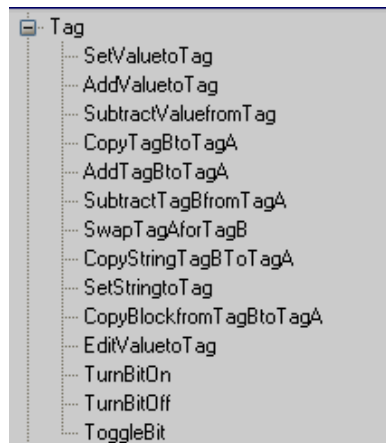 Tag
SetValuetoTag
AddValuetoTag
SubtractValuefromTag
CopyTagBtoTagA
AddTagBtoTagA
SubtractTagBfromTagA
SwapTagAforTagB
CopyStringTagBToTagA
SetStringtoTag
CopyBlockfromTagBtoTagA
EditValuetoTag
TurnBitOn
TurnBitOff
ToggleBit